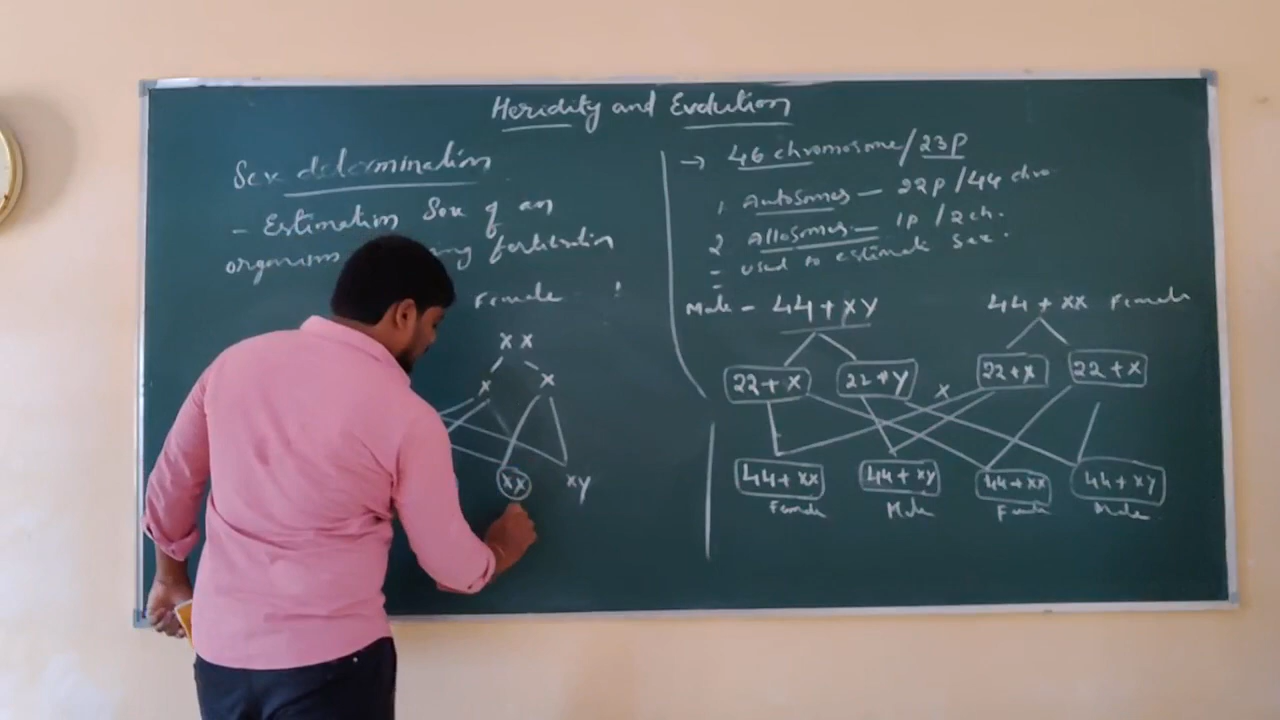 Heridity and Evolution
Sex determination
- Estimation Sex of an
organism fertilization
Female
x x
x x
xx xy
→ 46 chromosome/23p
1 Autosomes — 22p/44 chro
2 Allosomes — 1p/2ch.
= used to estimate Sex.
Male - 44+xy
44+xx Female
22+x 22+y x 22+x 22+x
44+xx 44+xy 44+xx 44+xy
Female Male Female Male